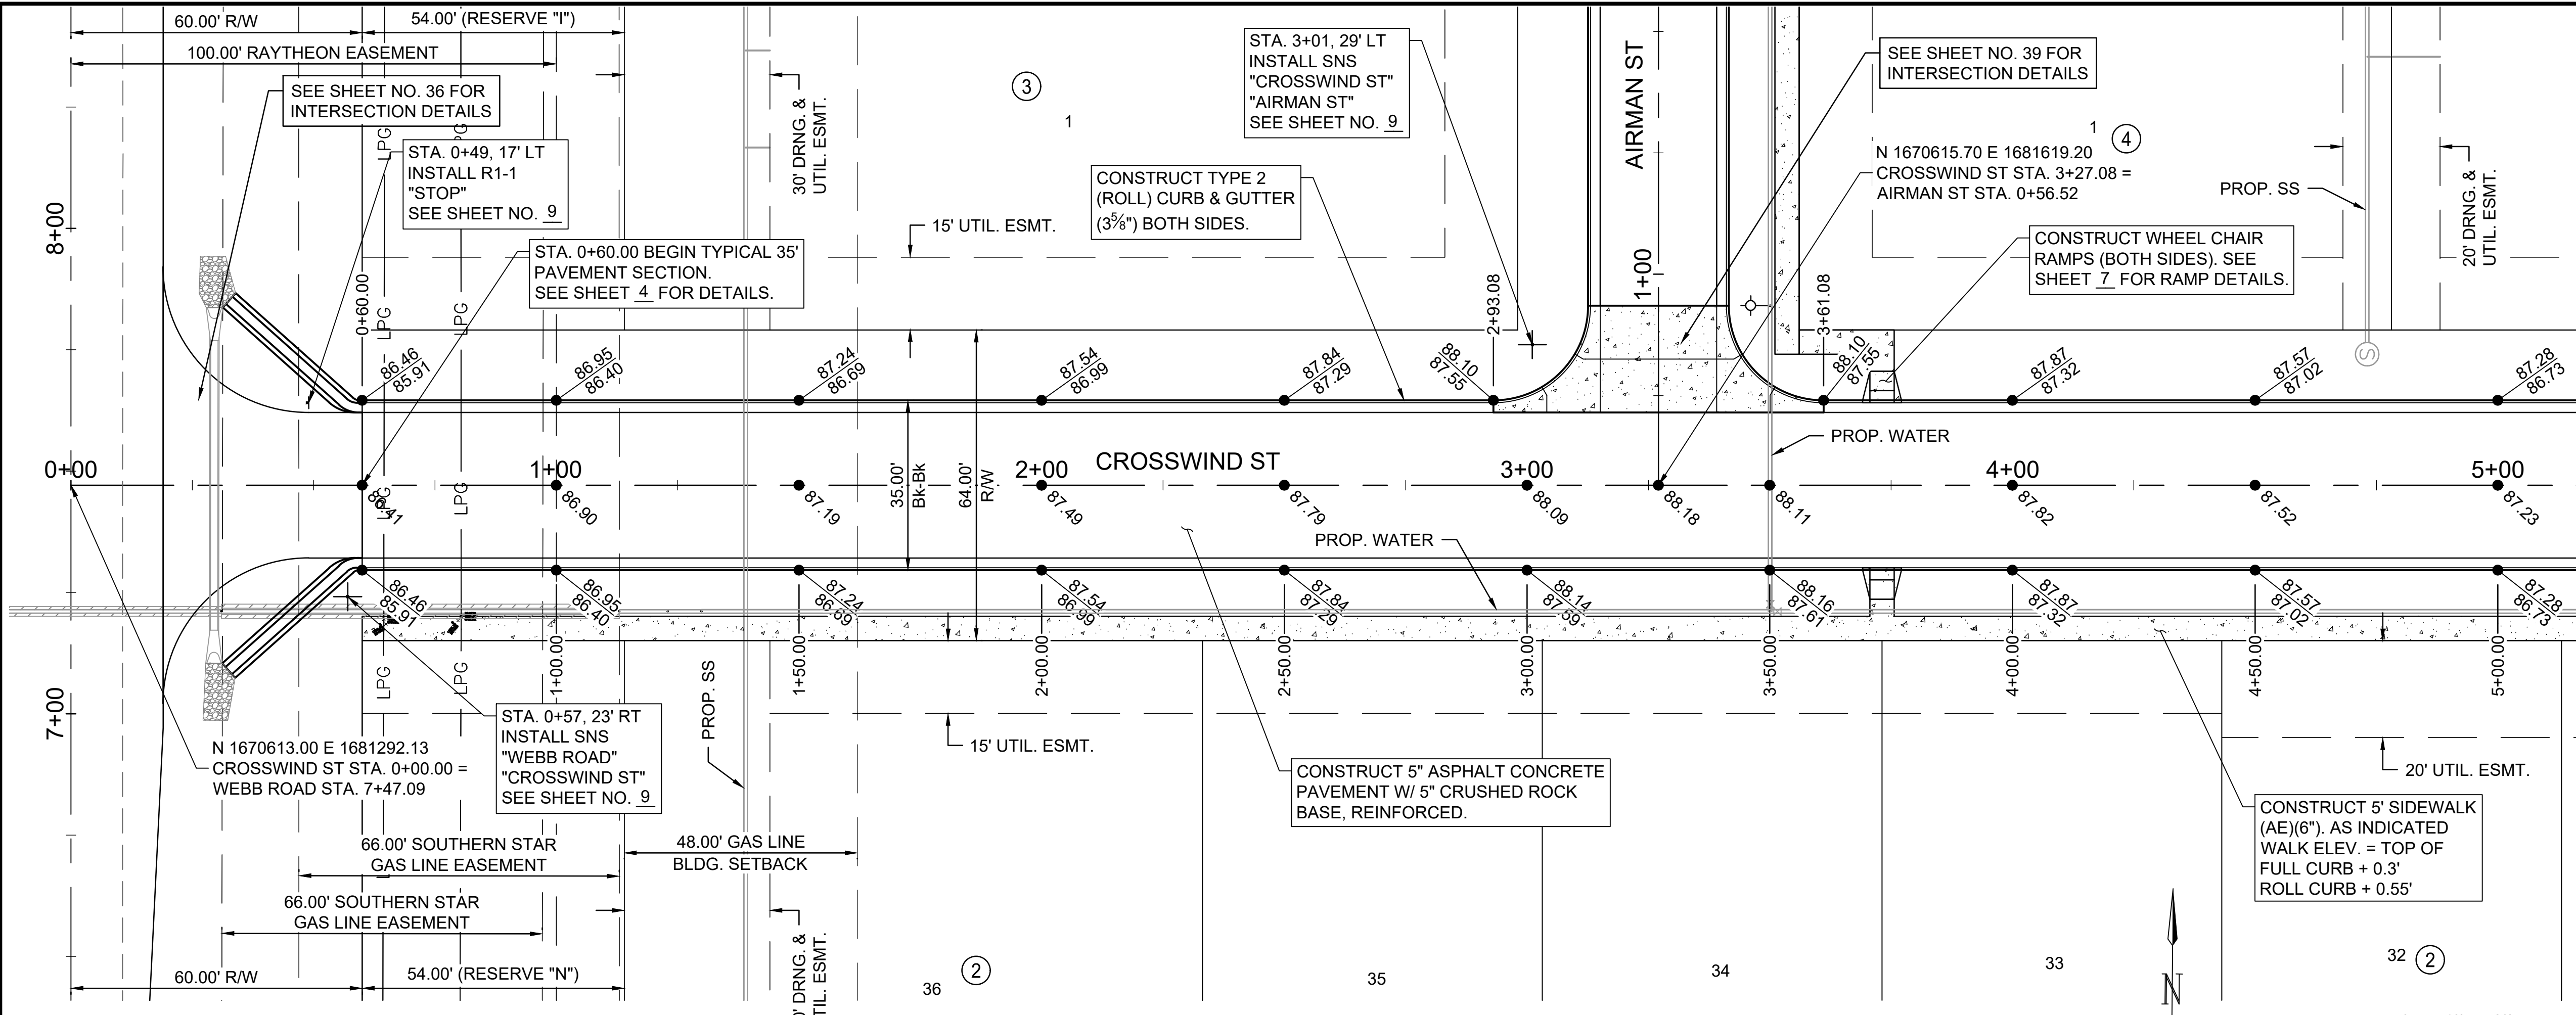 60.00' R/W
54.00' (RESERVE "I")
100.00' RAYTHEON EASEMENT
SEE SHEET NO. 36 FOR
INTERSECTION DETAILS
STA. 0+49, 17' LT
INSTALL R1-1
"STOP"
SEE SHEET NO. 9
STA. 0+60.00 BEGIN TYPICAL 35'
PAVEMENT SECTION.
SEE SHEET 4 FOR DETAILS.
30' DRNG. &
UTIL. ESMT.
15' UTIL. ESMT.
3
1
STA. 3+01, 29' LT
INSTALL SNS
"CROSSWIND ST"
"AIRMAN ST"
SEE SHEET NO. 9
CONSTRUCT TYPE 2
(ROLL) CURB & GUTTER
(3⅝") BOTH SIDES.
AIRMAN ST
1+00
SEE SHEET NO. 39 FOR
INTERSECTION DETAILS
1
4
N 1670615.70 E 1681619.20
CROSSWIND ST STA. 3+27.08 =
AIRMAN ST STA. 0+56.52
PROP. SS
20' DRNG. &
UTIL. ESMT.
CONSTRUCT WHEEL CHAIR
RAMPS (BOTH SIDES). SEE
SHEET 7 FOR RAMP DETAILS.
8+00
LPG
LPG
LPG
LPG
0+60.00
2+93.08
3+61.08
S
86.46
85.91
86.95
86.40
87.24
86.69
87.54
86.99
87.84
87.29
88.10
87.55
88.10
87.55
87.87
87.32
87.57
87.02
87.28
86.73
PROP. WATER
0+00
1+00
2+00
CROSSWIND ST
3+00
4+00
5+00
LPG
LPG
35.00'
Bk-Bk
64.00'
R/W
86.41
86.90
87.19
87.49
87.79
88.09
88.18
88.11
87.82
87.52
87.23
PROP. WATER
86.46
85.91
86.95
86.40
87.24
86.69
87.54
86.99
87.84
87.29
88.14
87.59
88.16
87.61
87.87
87.32
87.57
87.02
87.28
86.73
LPG
LPG
1+00.00
1+50.00
2+00.00
2+50.00
3+00.00
3+50.00
4+00.00
4+50.00
5+00.00
7+00
PROP. SS
STA. 0+57, 23' RT
INSTALL SNS
"WEBB ROAD"
"CROSSWIND ST"
SEE SHEET NO. 9
N 1670613.00 E 1681292.13
CROSSWIND ST STA. 0+00.00 =
WEBB ROAD STA. 7+47.09
15' UTIL. ESMT.
CONSTRUCT 5" ASPHALT CONCRETE
PAVEMENT W/ 5" CRUSHED ROCK
BASE, REINFORCED.
20' UTIL. ESMT.
CONSTRUCT 5' SIDEWALK
(AE)(6"). AS INDICATED
WALK ELEV. = TOP OF
FULL CURB + 0.3'
ROLL CURB + 0.55'
66.00' SOUTHERN STAR
GAS LINE EASEMENT
48.00' GAS LINE
BLDG. SETBACK
66.00' SOUTHERN STAR
GAS LINE EASEMENT
60.00' R/W
54.00' (RESERVE "N")
DRNG. &
36
2
35
34
33
32
2
N